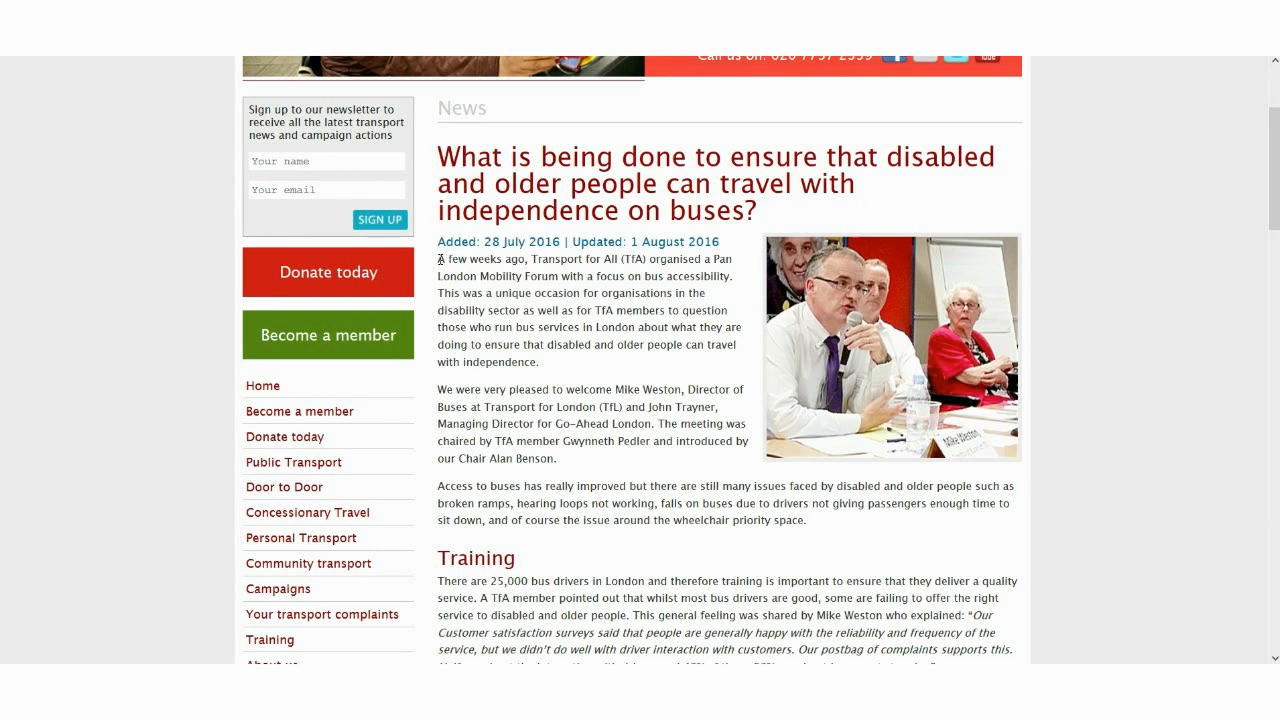 Call us on: 020 7737 2339
Sign up to our newsletter to
receive all the latest transport
news and campaign actions
Your name
Your email
SIGN UP
Donate today
Become a member
Home
Become a member
Donate today
Public Transport
Door to Door
Concessionary Travel
Personal Transport
Community transport
Campaigns
Your transport complaints
Training
News
What is being done to ensure that disabled
and older people can travel with
independence on buses?
Added: 28 July 2016 | Updated: 1 August 2016
A few weeks ago, Transport for All (TfA) organised a Pan
London Mobility Forum with a focus on bus accessibility.
This was a unique occasion for organisations in the
disability sector as well as for TfA members to question
those who run bus services in London about what they are
doing to ensure that disabled and older people can travel
with independence.
We were very pleased to welcome Mike Weston, Director of
Buses at Transport for London (TfL) and John Trayner,
Managing Director for Go-Ahead London. The meeting was
chaired by TfA member Gwynneth Pedler and introduced by
our Chair Alan Benson.
Mike Weston
Access to buses has really improved but there are still many issues faced by disabled and older people such as
broken ramps, hearing loops not working, falls on buses due to drivers not giving passengers enough time to
sit down, and of course the issue around the wheelchair priority space.
Training
There are 25,000 bus drivers in London and therefore training is important to ensure that they deliver a quality
service. A TfA member pointed out that whilst most bus drivers are good, some are failing to offer the right
service to disabled and older people. This general feeling was shared by Mike Weston who explained: “Our
Customer satisfaction surveys said that people are generally happy with the reliability and frequency of the
service, but we didn’t do well with driver interaction with customers. Our postbag of complaints supports this.